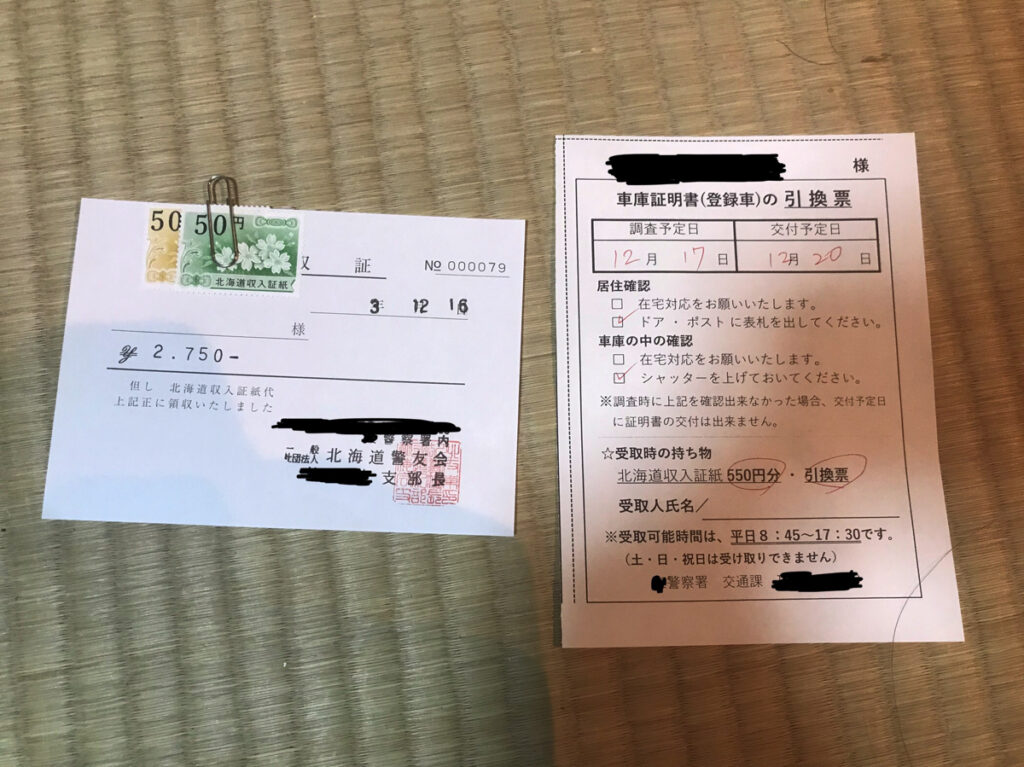 50
50円
北海道収入証紙
収 証
No 000079
3年 12 16
様
¥ 2.750-
但し 北海道収入証紙代
上記正に領収いたしました
警察署内
一般社団法人 北海道警友会
支部長
様
車庫証明書(登録車)の 引換票
調査予定日 交付予定日
12月 17日 12月 20日
居住確認
□ 在宅対応をお願いいたします。
☑ ドア ・ ポスト に表札を出してください。
車庫の中の確認
□ 在宅対応をお願いいたします。
☑ シャッターを上げておいてください。
※調査時に上記を確認出来なかった場合、交付予定日
に証明書の交付は出来ません。
☆受取時の持ち物
北海道収入証紙 550円分 ・ 引換票
受取人氏名/
※受取可能時間は、平日8:45~17:30です。
(土・日・祝日は受け取りできません)
警察署 交通課